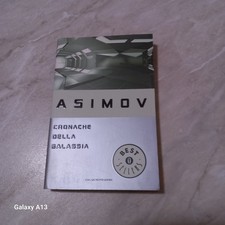 ASIMOV
CRONACHE
DELLA
GALASSIA
BEST
SELLERS
Galaxy A13